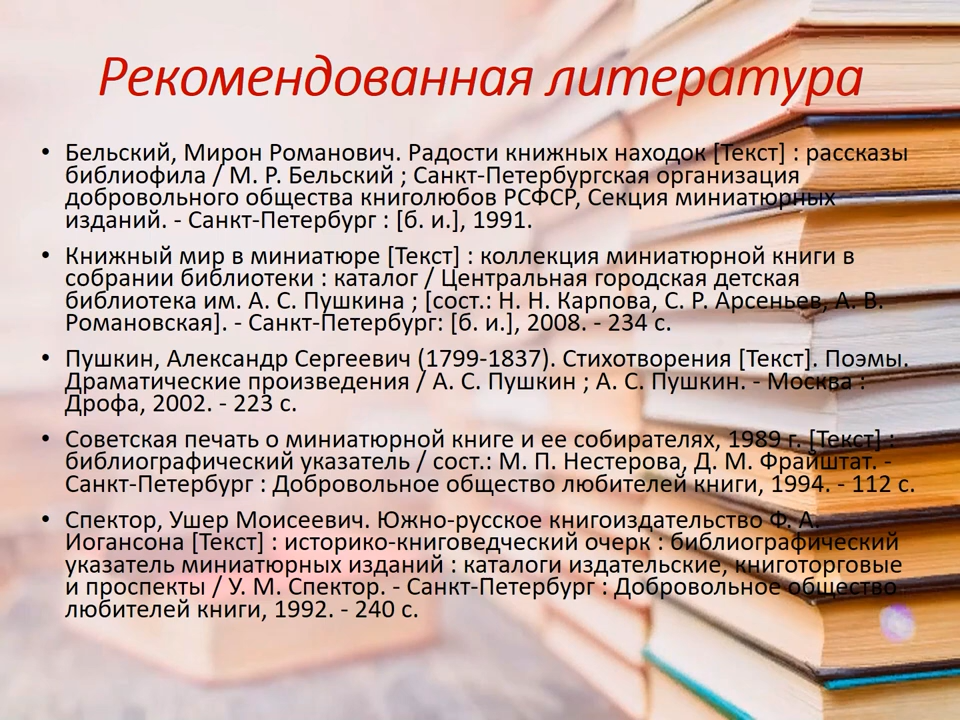 Рекомендованная литература
• Бельский, Мирон Романович. Радости книжных находок [Текст] : рассказы
библиофила / М. Р. Бельский ; Санкт-Петербургская организация
добровольного общества книголюбов РСФСР, Секция миниатюрных
изданий. - Санкт-Петербург : [б. и.], 1991.
• Книжный мир в миниатюре [Текст] : коллекция миниатюрной книги в
собрании библиотеки : каталог / Центральная городская детская
библиотека им. А. С. Пушкина ; [сост.: Н. Н. Карпова, С. Р. Арсеньев, А. В.
Романовская]. - Санкт-Петербург: [б. и.], 2008. - 234 с.
• Пушкин, Александр Сергеевич (1799-1837). Стихотворения [Текст]. Поэмы.
Драматические произведения / А. С. Пушкин ; А. С. Пушкин. - Москва :
Дрофа, 2002. - 223 с.
• Советская печать о миниатюрной книге и ее собирателях, 1989 г. [Текст] :
библиографический указатель / сост.: М. П. Нестерова, Д. М. Фрайштат. -
Санкт-Петербург : Добровольное общество любителей книги, 1994. - 112 с.
• Спектор, Ушер Моисеевич. Южно-русское книгоиздательство Ф. А.
Иогансона [Текст] : историко-книговедческий очерк : библиографический
указатель миниатюрных изданий : каталоги издательские, книготорговые
и проспекты / У. М. Спектор. - Санкт-Петербург : Добровольное общество
любителей книги, 1992. - 240 с.